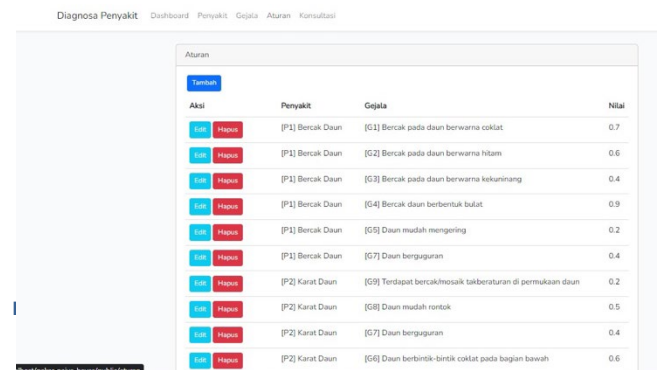 Diagnosa Penyakit Dashboard Penyakit Gejala Aturan Konsultasi
Aturan
Tambah
Aksi Penyakit Gejala Nilai
Edit Hapus [P1] Bercak Daun [G1] Bercak pada daun berwarna coklat 0.7
Edit Hapus [P1] Bercak Daun [G2] Bercak pada daun berwarna hitam 0.6
Edit Hapus [P1] Bercak Daun [G3] Bercak pada daun berwarna kekuninang 0.4
Edit Hapus [P1] Bercak Daun [G4] Bercak daun berbentuk bulat 0.9
Edit Hapus [P1] Bercak Daun [G5] Daun mudah mengering 0.2
Edit Hapus [P1] Bercak Daun [G7] Daun berguguran 0.4
Edit Hapus [P2] Karat Daun [G9] Terdapat bercak/mosaik takberaturan di permukaan daun 0.2
Edit Hapus [P2] Karat Daun [G8] Daun mudah rontok 0.5
Edit Hapus [P2] Karat Daun [G7] Daun berguguran 0.4
Edit Hapus [P2] Karat Daun [G6] Daun berbintik-bintik coklat pada bagian bawah 0.6